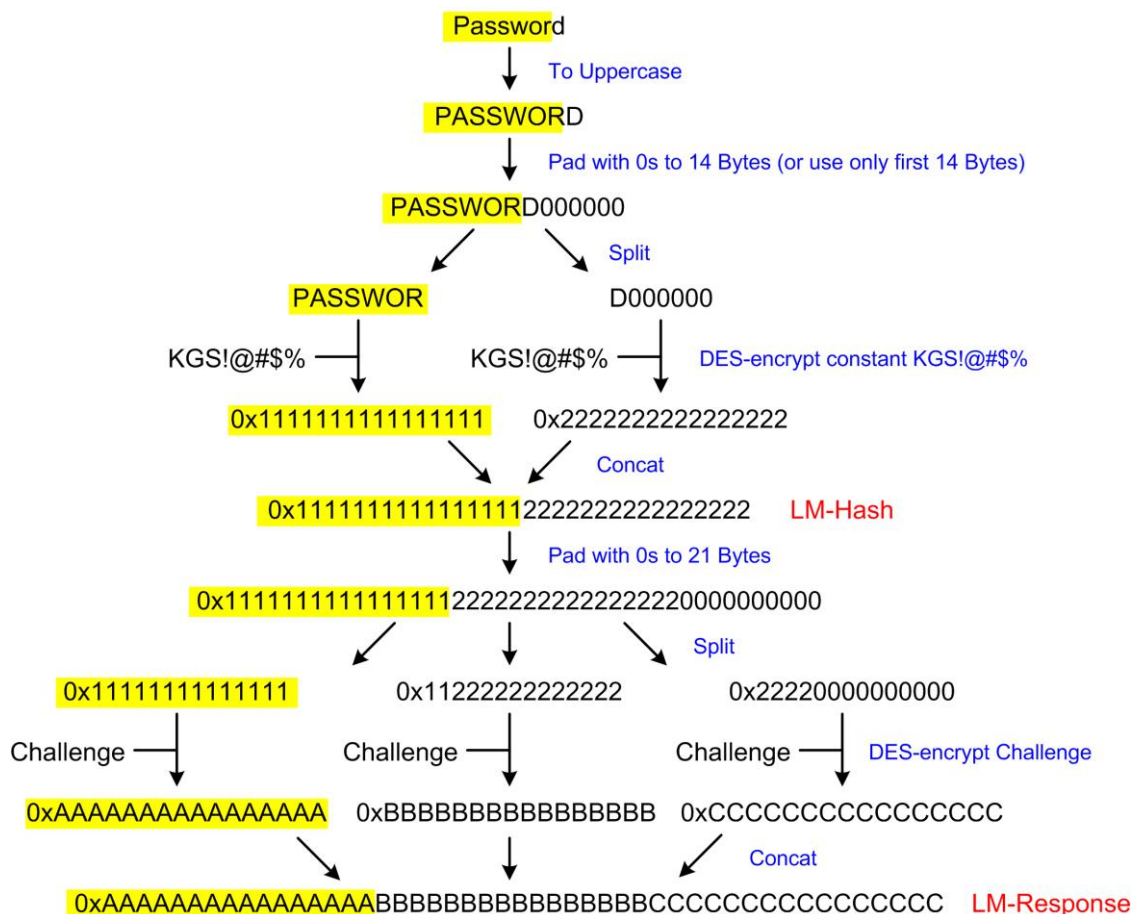 Password
To Uppercase
PASSWORD
Pad with 0s to 14 Bytes (or use only first 14 Bytes)
PASSWORD000000
Split
PASSWOR D000000
KGS!@#$% KGS!@#$% DES-encrypt constant KGS!@#$%
0x1111111111111111 0x2222222222222222
Concat
0x11111111111111112222222222222222 LM-Hash
Pad with 0s to 21 Bytes
0x111111111111111122222222222222220000000000
Split
0x11111111111111 0x11222222222222 0x22220000000000
Challenge Challenge Challenge DES-encrypt Challenge
0xAAAAAAAAAAAAAAAA 0xBBBBBBBBBBBBBBBB 0xCCCCCCCCCCCCCCCC
Concat
0xAAAAAAAAAAAAAAAABBBBBBBBBBBBBBBBCCCCCCCCCCCCCCCC LM-Response